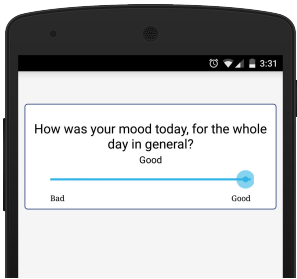 3:31
How was your mood today, for the whole
day in general?
Good
Bad Good